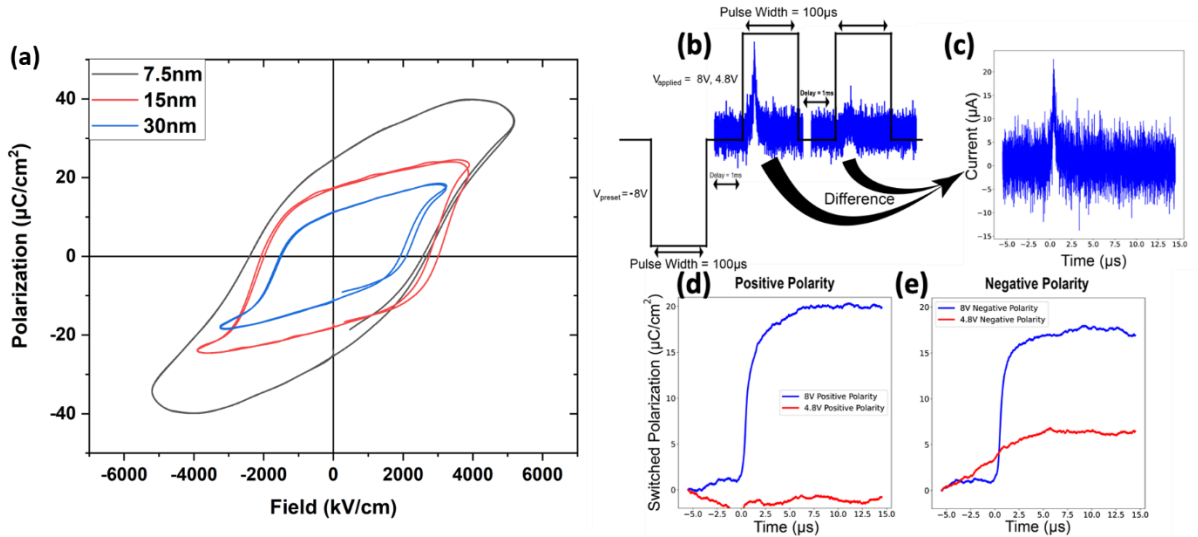 (a)
7.5nm
15nm
30nm
40
20
0
-20
-40
Polarization (µC/cm²)
-6000 -4000 -2000 0 2000 4000 6000
Field (kV/cm)
(b)
Pulse Width = 100µs
V applied = 8V, 4.8V
Delay = 1ms
Delay = 1ms
V preset = -8V
Pulse Width = 100µs
Difference
(c)
20
15
10
5
0
-5
-10
-15
Current (µA)
-5.0 -2.5 0.0 2.5 5.0 7.5 10.0 12.5 15.0
Time (µs)
(d)
Positive Polarity
20
15
10
5
0
Switched Polarization (µC/cm²)
8V Positive Polarity
4.8V Positive Polarity
-5.0 -2.5 0.0 2.5 5.0 7.5 10.0 12.5 15.0
Time (µs)
(e)
Negative Polarity
8V Negative Polarity
4.8V Negative Polarity
20
15
10
5
0
-5.0 -2.5 0.0 2.5 5.0 7.5 10.0 12.5 15.0
Time (µs)